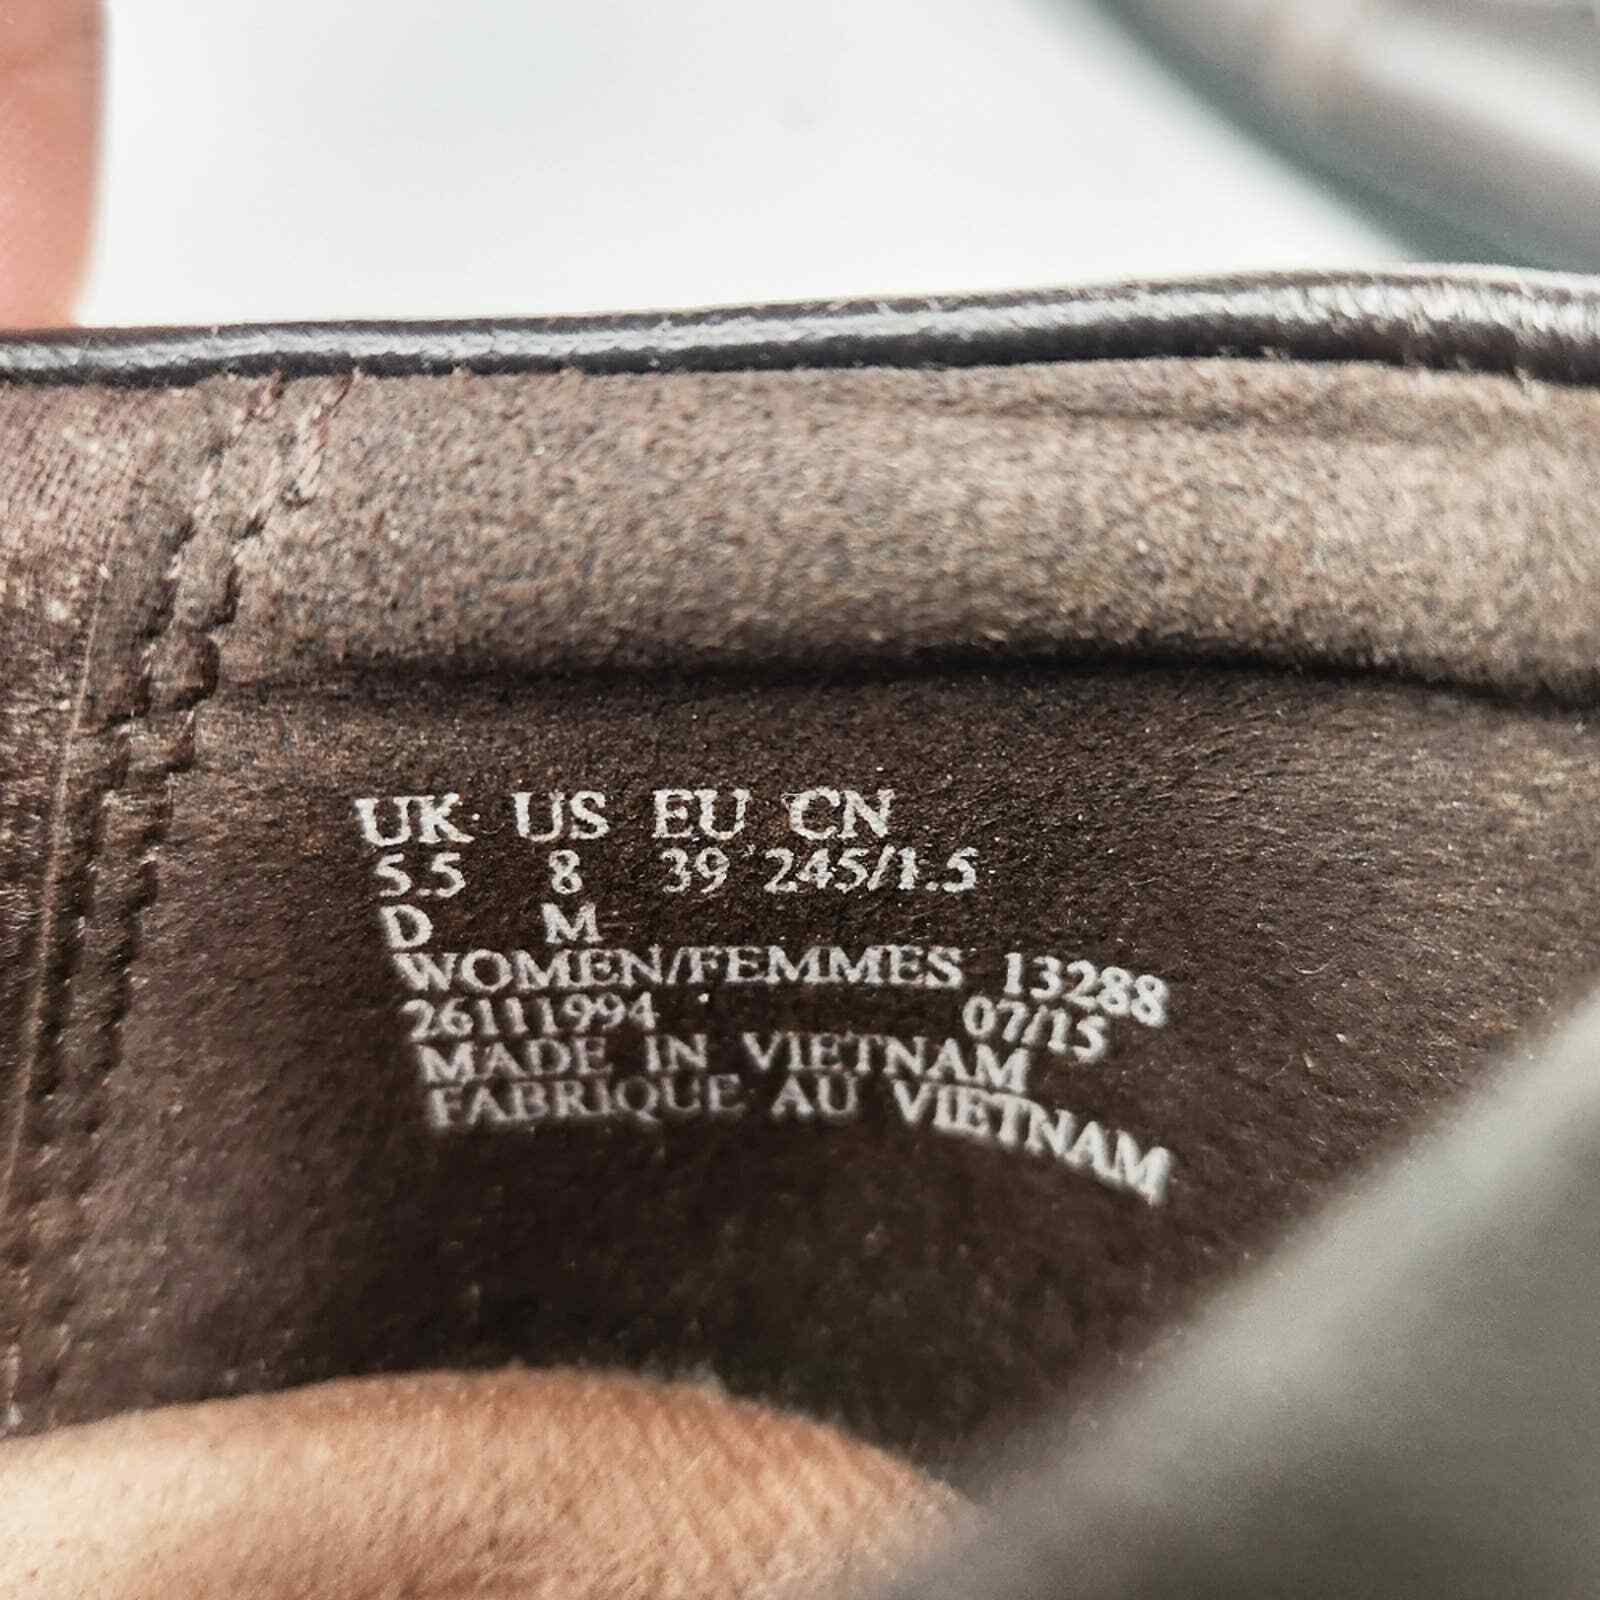 UK US EU CN
5.5 8 39 245/1.5
D M
WOMEN/FEMMES 13288
26111994 07/15
MADE IN VIETNAM
FABRIQUE AU VIETNAM